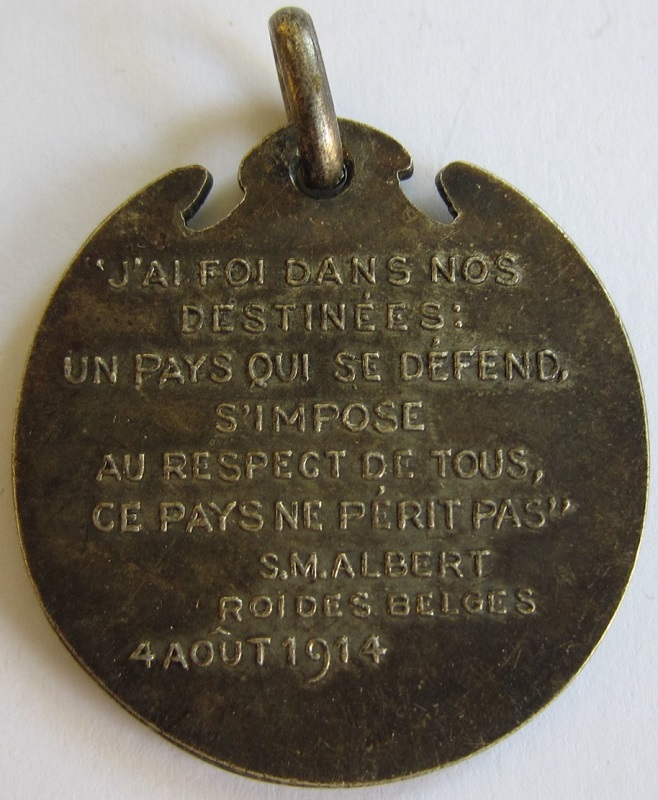 "J'AI FOI DANS NOS
DESTINÉES:
UN PAYS QUI SE DÉFEND,
S'IMPOSE
AU RESPECT DE TOUS,
CE PAYS NE PÉRIT PAS"
S.M. ALBERT
ROI DES BELGES
4 AOÛT 1914